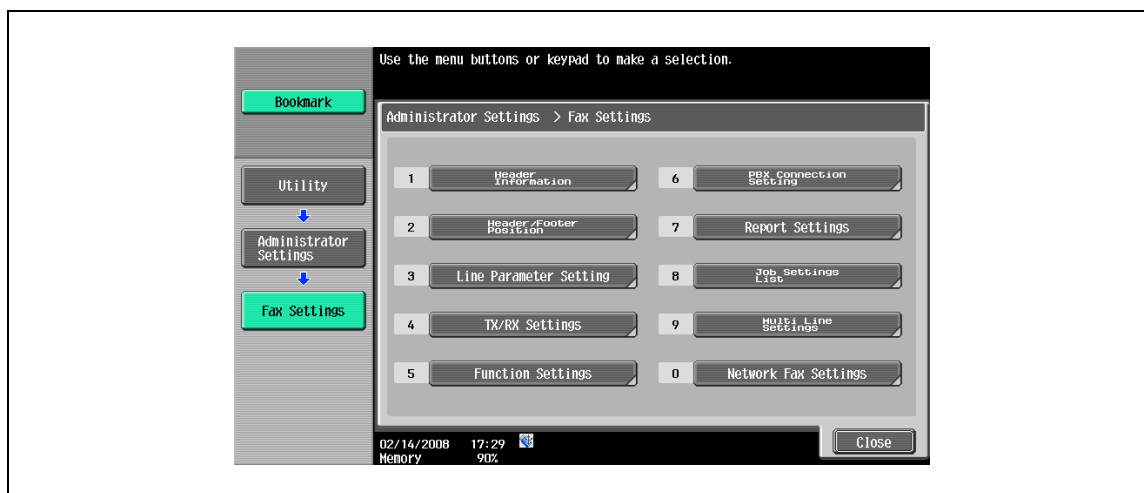 Use the menu buttons or keypad to make a selection.
Bookmark
Administrator Settings > Fax Settings
Utility
Administrator
Settings
Fax Settings
1 Header
Information
2 Header/Footer
Position
3 Line Parameter Setting
4 TX/RX Settings
5 Function Settings
6 PBX Connection
Setting
7 Report Settings
8 Job Settings
List
9 Multi Line
Settings
0 Network Fax Settings
02/14/2008 17:29
Memory 90%
Close